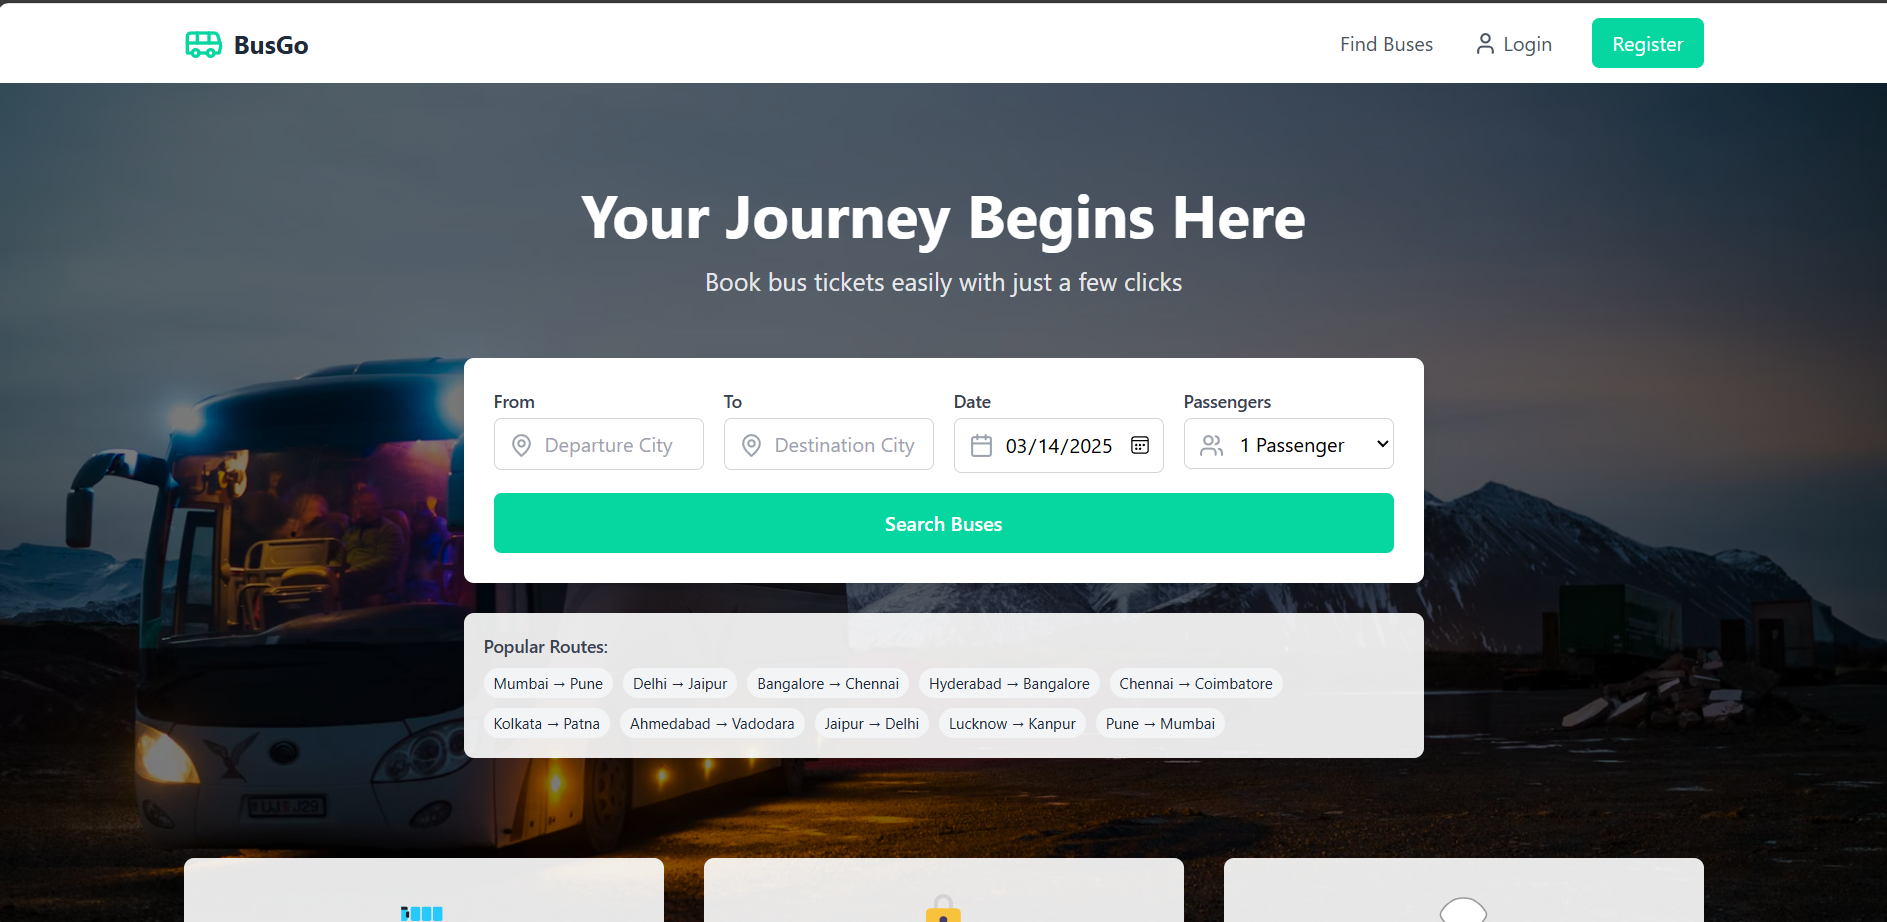 BusGo
Find Buses
Login
Register
Your Journey Begins Here
Book bus tickets easily with just a few clicks
From
To
Date
Passengers
Departure City
Destination City
03/14/2025
1 Passenger
Search Buses
Popular Routes:
Mumbai → Pune
Delhi → Jaipur
Bangalore → Chennai
Hyderabad → Bangalore
Chennai → Coimbatore
Kolkata → Patna
Ahmedabad → Vadodara
Jaipur → Delhi
Lucknow → Kanpur
Pune → Mumbai